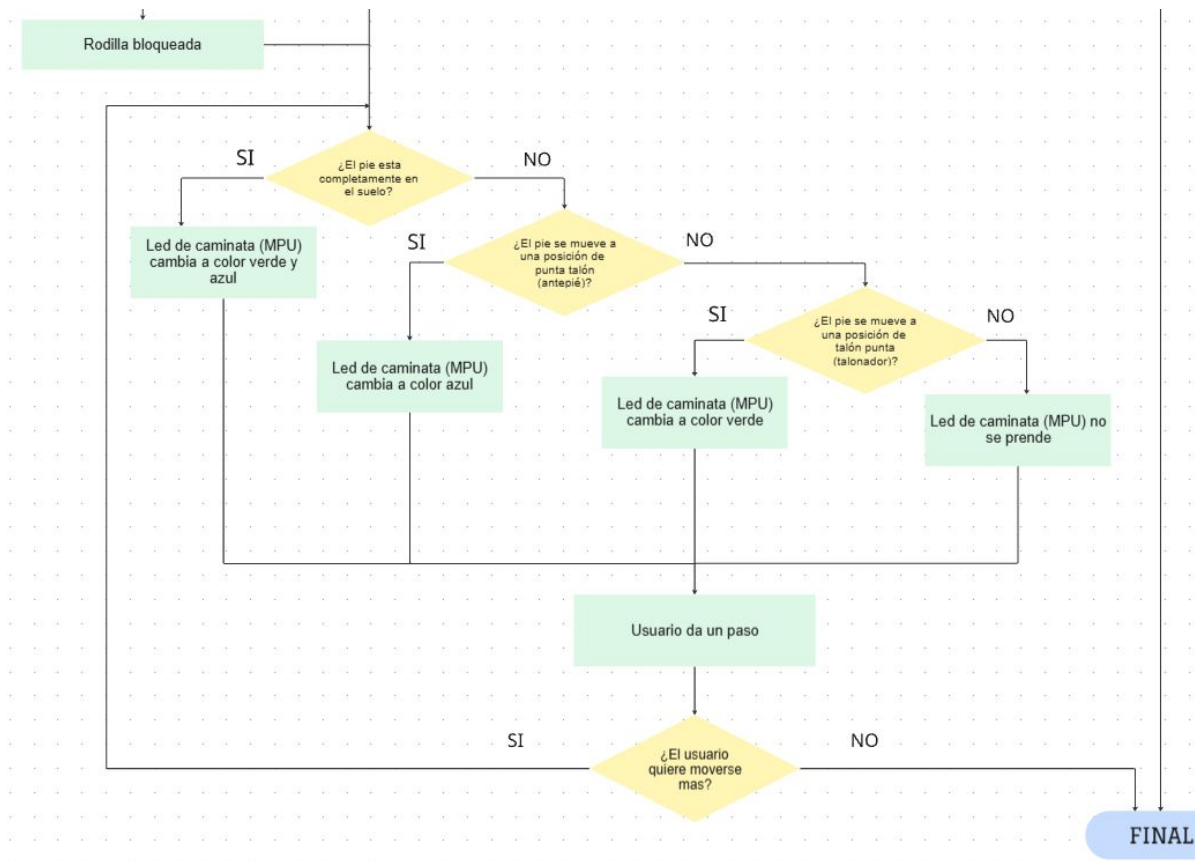 Rodilla bloqueada
¿El pie esta
completamente en
el suelo?
SI
NO
Led de caminata (MPU)
cambia a color verde y
azul
¿El pie se mueve a
una posición de
punta talón
(antepié)?
SI
NO
Led de caminata (MPU)
cambia a color azul
¿El pie se mueve a
una posición de
talón punta
(talonador)?
SI
NO
Led de caminata (MPU)
cambia a color verde
Led de caminata (MPU) no
se prende
Usuario da un paso
¿El usuario
quiere moverse
mas?
SI
NO
FINAL